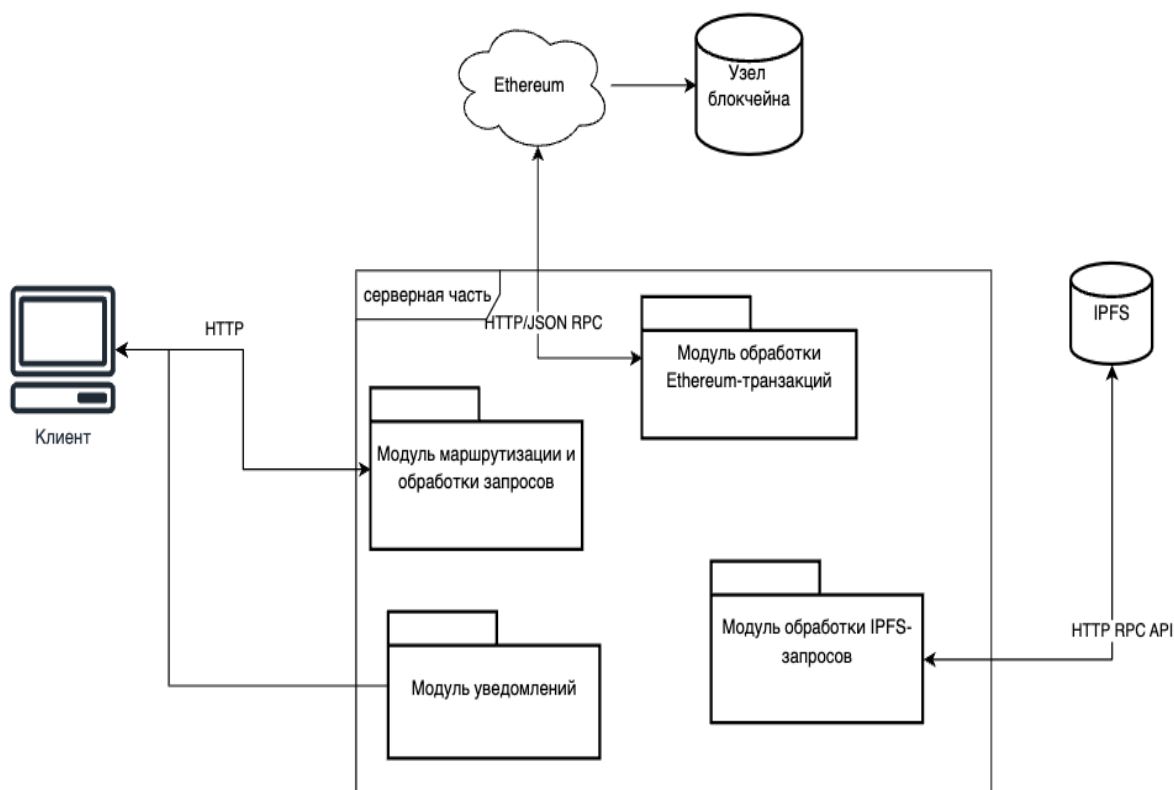 Ethereum
Узел
блокчейна
серверная часть
HTTP
HTTP/JSON RPC
IPFS
Модуль обработки
Ethereum-транзакций
Клиент
Модуль маршрутизации и
обработки запросов
Модуль обработки IPFS-
запросов
HTTP RPC API
Модуль уведомлений